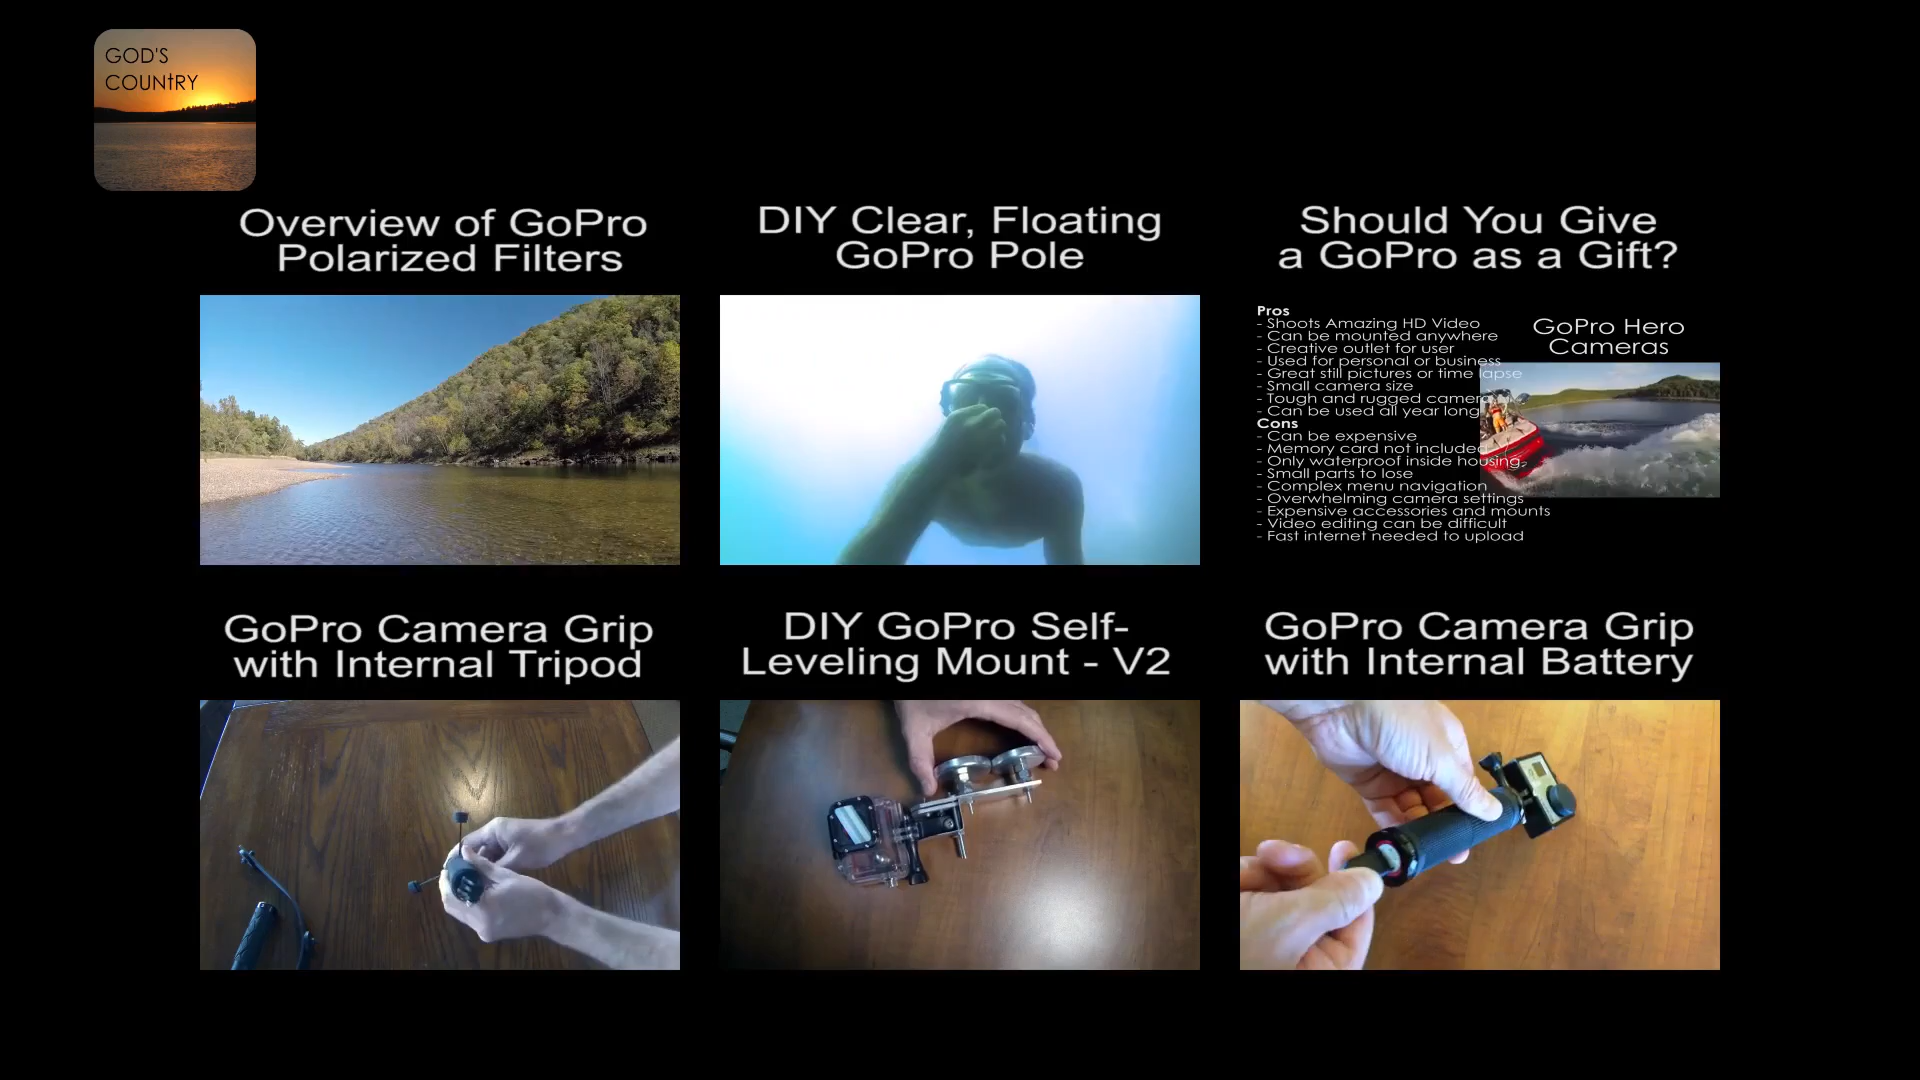 GOD'S
COUNtRY
Overview of GoPro
Polarized Filters
DIY Clear, Floating
GoPro Pole
Should You Give
a GoPro as a Gift?
Pros
- Shoots Amazing HD Video
- Can be mounted anywhere
- Creative outlet for user
- Used for personal or business
- Great still pictures or time lapse
- Small camera size
- Tough and rugged camera
- Can be used all year long
Cons
- Can be expensive
- Memory card not included
- Only waterproof inside housing
- Small parts to lose
- Complex menu navigation
- Overwhelming camera settings
- Expensive accessories and mounts
- Video editing can be difficult
- Fast internet needed to upload
GoPro Hero
Cameras
GoPro Camera Grip
with Internal Tripod
DIY GoPro Self-
Leveling Mount - V2
GoPro Camera Grip
with Internal Battery